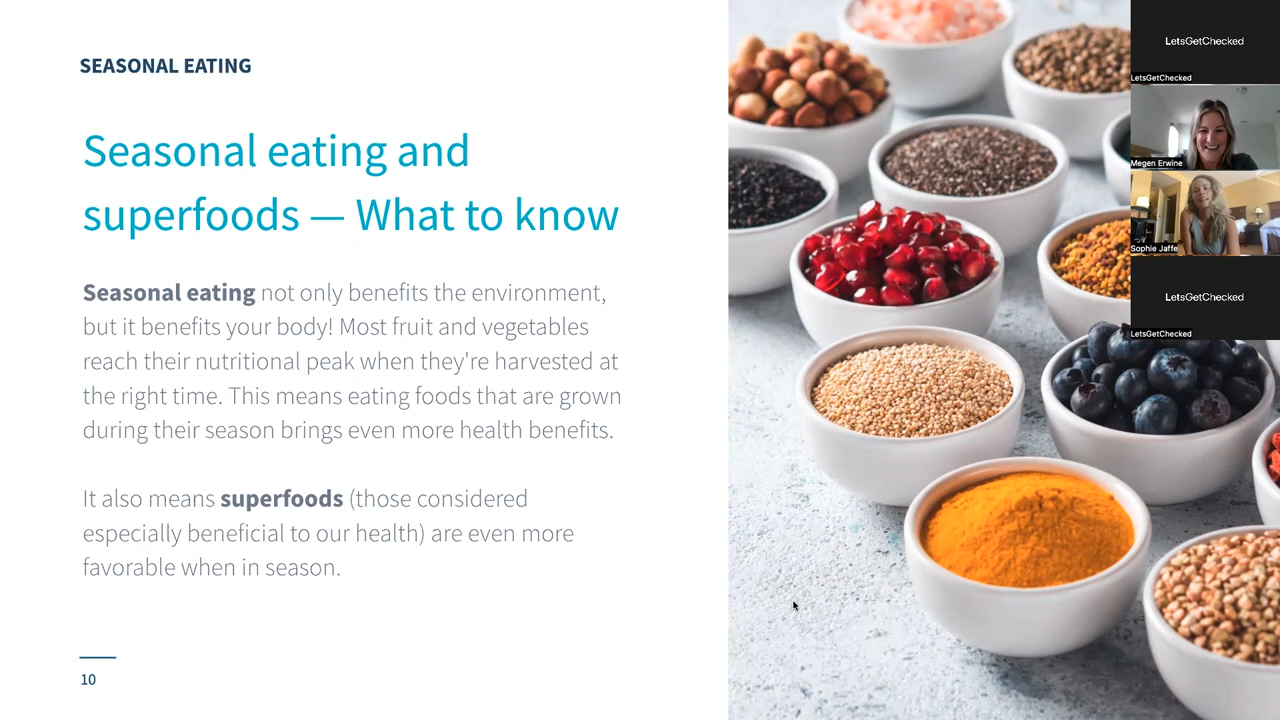 SEASONAL EATING
Seasonal eating and
superfoods — What to know
Seasonal eating not only benefits the environment,
but it benefits your body! Most fruit and vegetables
reach their nutritional peak when they're harvested at
the right time. This means eating foods that are grown
during their season brings even more health benefits.
It also means superfoods (those considered
especially beneficial to our health) are even more
favorable when in season.
10
LetsGetChecked
LetsGetChecked
Megen Erwine
Sophie Jaffe
LetsGetChecked
LetsGetChecked